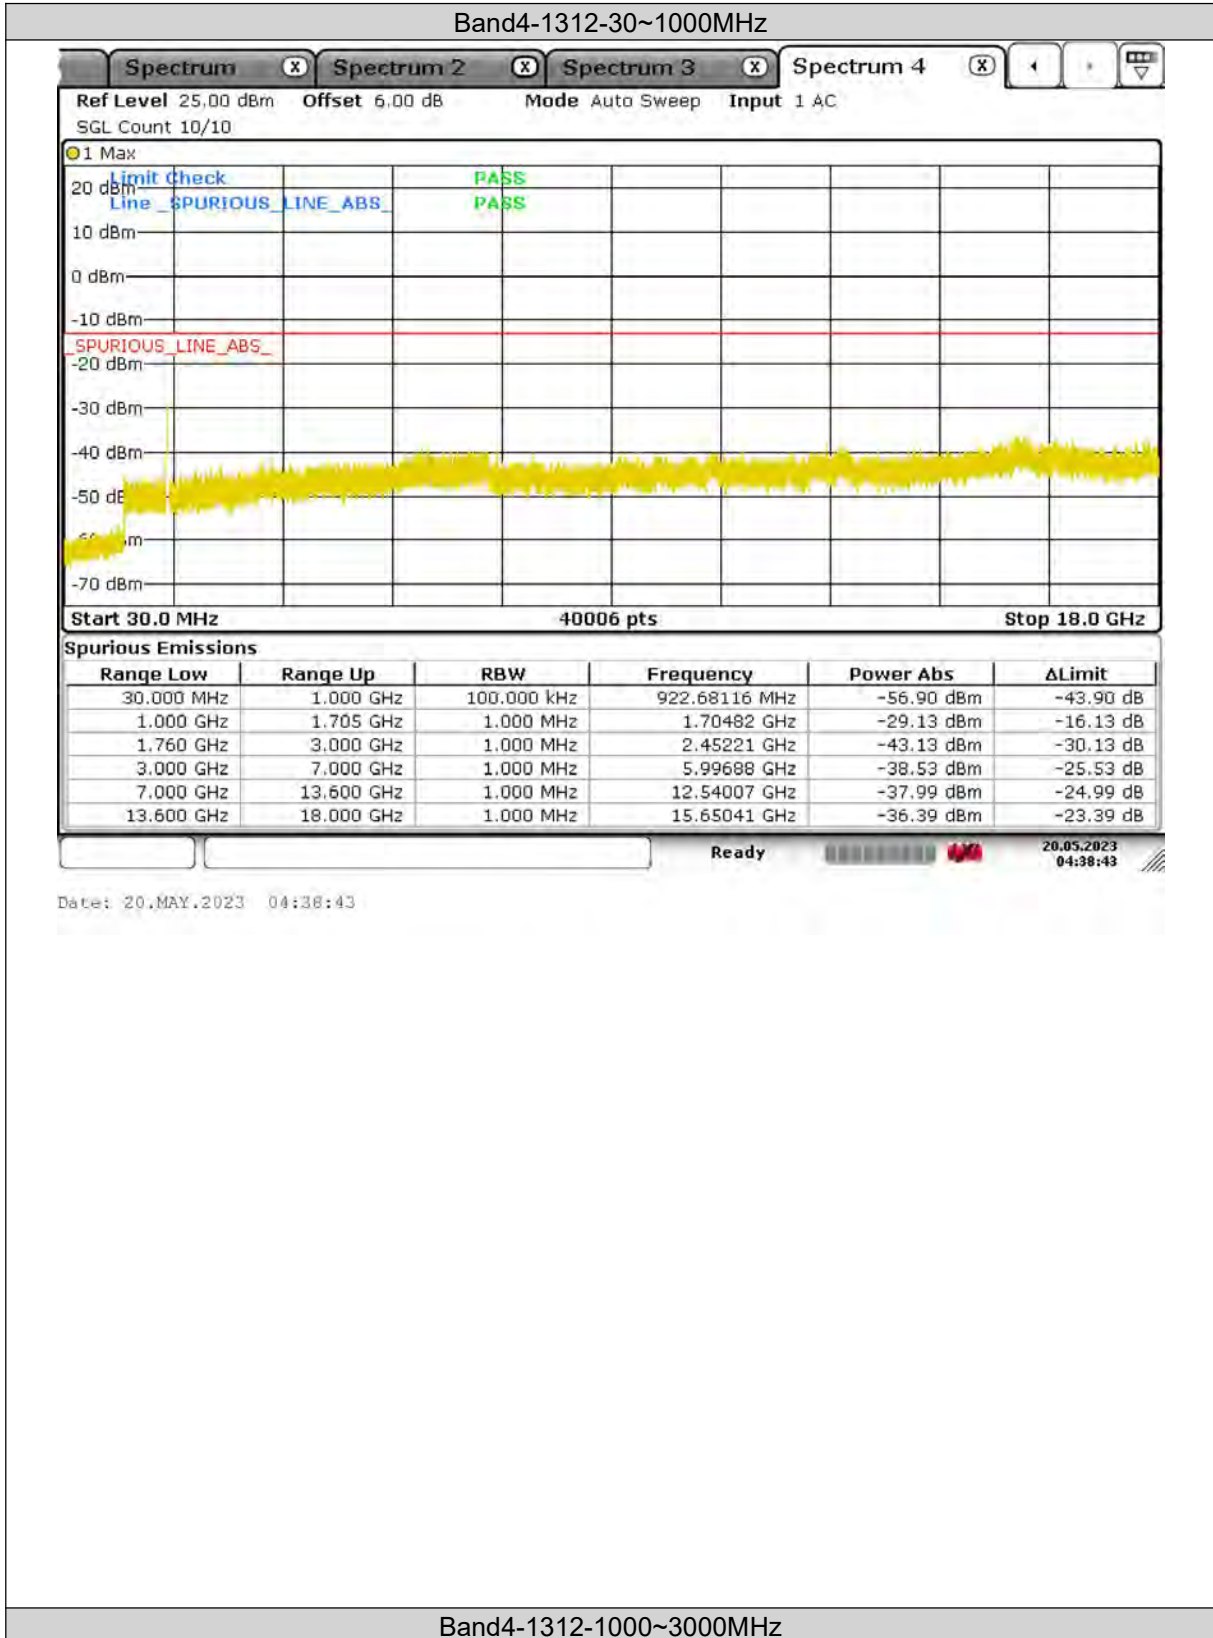 Band4-1312-30~1000MHz
Spectrum X Spectrum 2 X Spectrum 3 X Spectrum 4 X
Ref Level 25.00 dBm Offset 6.00 dB Mode Auto Sweep Input 1 AC
SGL Count 10/10
1 Max
Limit Check PASS
20 dBm
Line _SPURIOUS_LINE_ABS_ PASS
10 dBm
0 dBm
-10 dBm
_SPURIOUS_LINE_ABS_
-20 dBm
-30 dBm
-40 dBm
-50 dB
-70 dBm
Start 30.0 MHz 40006 pts Stop 18.0 GHz
Spurious Emissions
Range Low Range Up RBW Frequency Power Abs ΔLimit
30.000 MHz 1.000 GHz 100.000 kHz 922.68116 MHz -56.90 dBm -43.90 dB
1.000 GHz 1.705 GHz 1.000 MHz 1.70482 GHz -29.13 dBm -16.13 dB
1.760 GHz 3.000 GHz 1.000 MHz 2.45221 GHz -43.13 dBm -30.13 dB
3.000 GHz 7.000 GHz 1.000 MHz 5.99688 GHz -38.53 dBm -25.53 dB
7.000 GHz 13.600 GHz 1.000 MHz 12.54007 GHz -37.99 dBm -24.99 dB
13.600 GHz 18.000 GHz 1.000 MHz 15.65041 GHz -36.39 dBm -23.39 dB
Ready 20.05.2023
04:38:43
Date: 20.MAY.2023 04:38:43
Band4-1312-1000~3000MHz